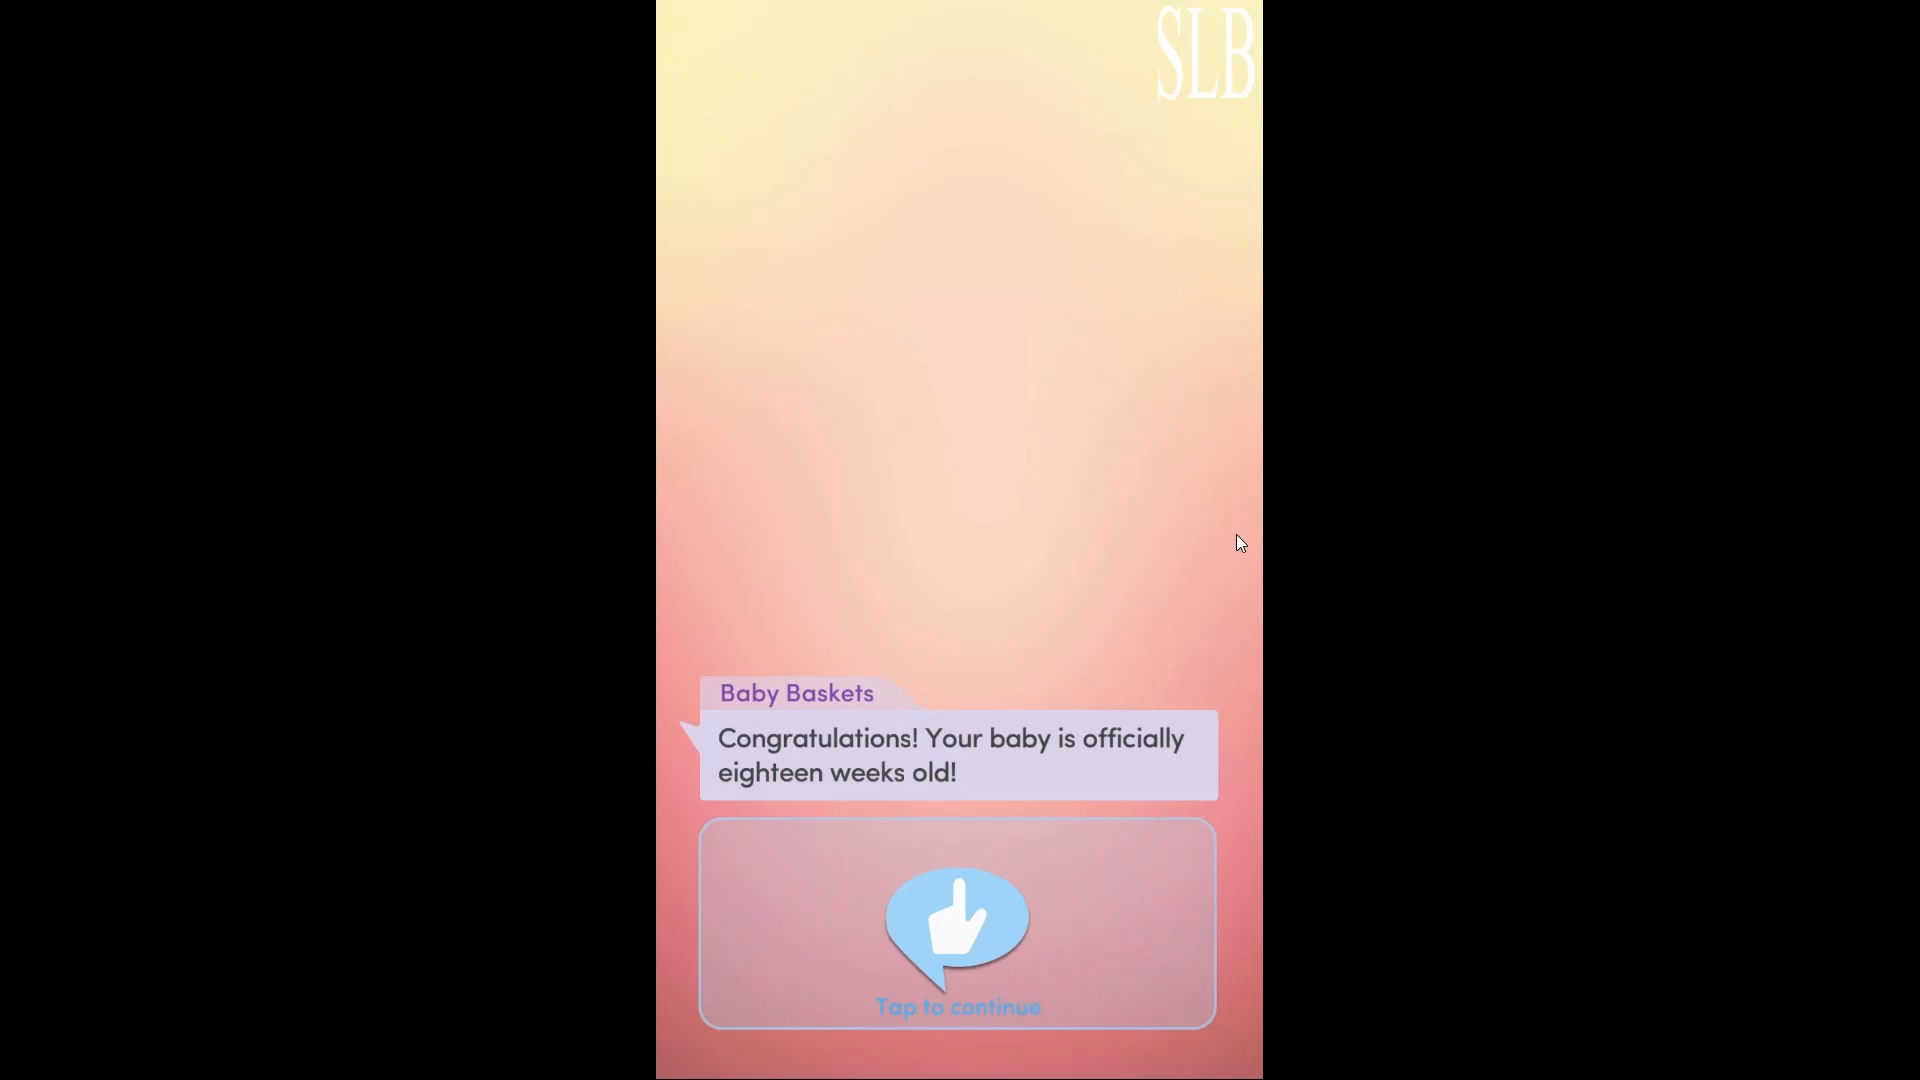 SLB
Baby Baskets
Congratulations! Your baby is officially
eighteen weeks old!
Tap to continue